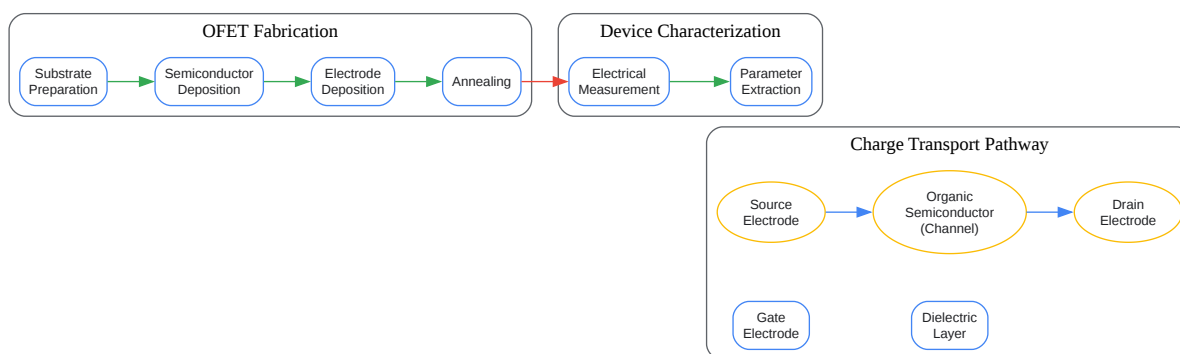 OFET Fabrication
Substrate
Preparation
Semiconductor
Deposition
Electrode
Deposition
Annealing
Device Characterization
Electrical
Measurement
Parameter
Extraction
Charge Transport Pathway
Source
Electrode
Organic
Semiconductor
(Channel)
Drain
Electrode
Gate
Electrode
Dielectric
Layer